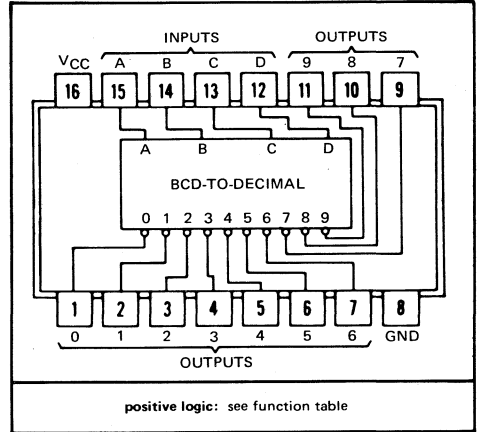 INPUTS OUTPUTS
VCC A B C D 9 8 7
16 15 14 13 12 11 10 9
A B C D
BCD-TO-DECIMAL
0 1 2 3 4 5 6 7 8 9
1 2 3 4 5 6 7 8
0 1 2 3 4 5 6 GND
OUTPUTS
positive logic: see function table